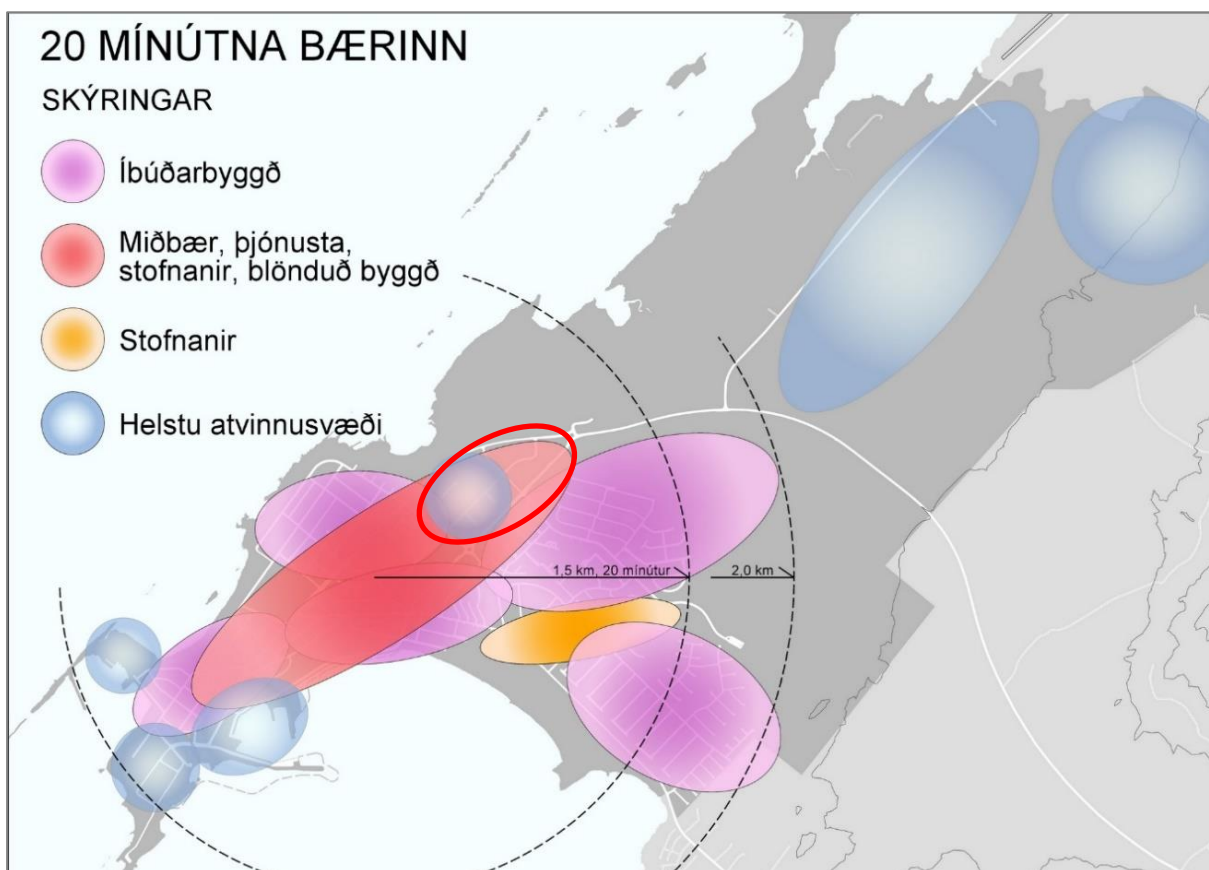 20 MÍNÚTNA BÆRINN
SKÝRINGAR
Íbúðarbyggð
Miðbær, þjónusta,
stofnanir, blönduð byggð
Stofnanir
Helstu atvinnusvæði
1,5 km, 20 mínútur
2,0 km